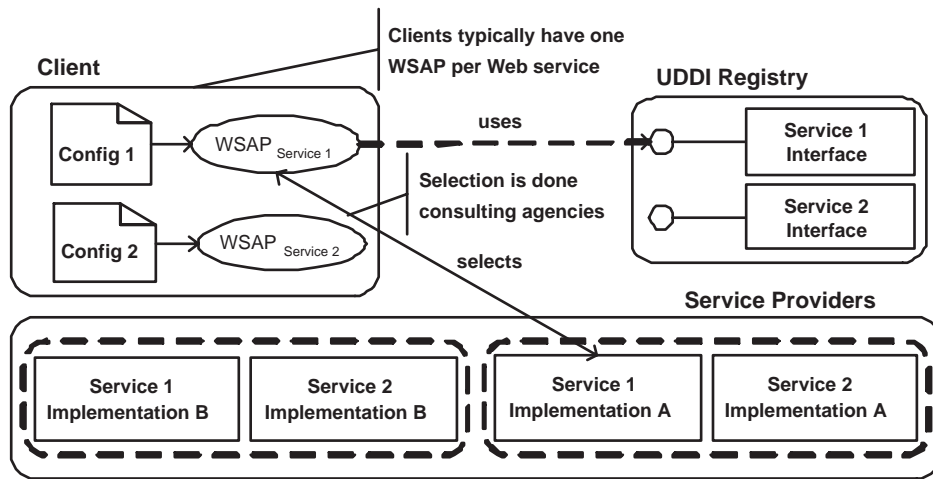 Clients typically have one
WSAP per Web service
Client
UDDI Registry
Config 1
WSAP Service 1
uses
Service 1
Interface
Selection is done
consulting agencies
Config 2
WSAP Service 2
Service 2
Interface
selects
Service Providers
Service 1
Implementation B
Service 2
Implementation B
Service 1
Implementation A
Service 2
Implementation A